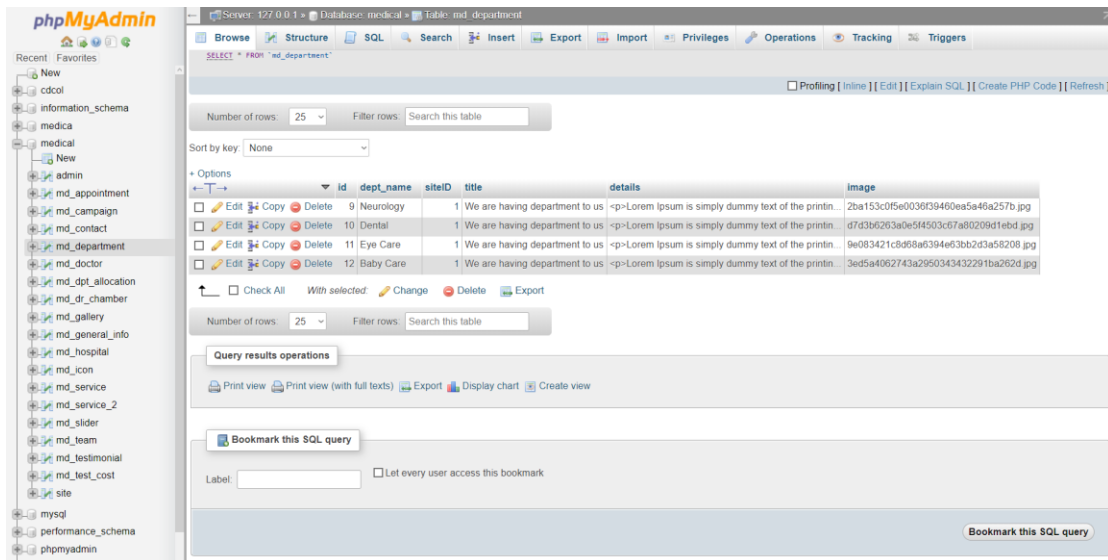 phpMyAdmin
Recent Favorites
New
cdcol
information_schema
medica
medical
New
admin
md_appointment
md_campaign
md_contact
md_department
md_doctor
md_dpt_allocation
md_dr_chamber
md_gallery
md_general_info
md_hospital
md_icon
md_service
md_service_2
md_slider
md_team
md_testimonial
md_test_cost
site
mysql
performance_schema
phpmyadmin
Server: 127.0.0.1 » Database: medical » Table: md_department
Browse Structure SQL Search Insert Export Import Privileges Operations Tracking Triggers
SELECT * FROM `md_department`
Profiling [ Inline ] [ Edit ] [ Explain SQL ] [ Create PHP Code ] [ Refresh ]
Number of rows: 25 Filter rows: Search this table
Sort by key: None
+ Options
←T→ id dept_name siteID title details image
Edit Copy Delete 9 Neurology 1 We are having department to us <p>Lorem Ipsum is simply dummy text of the printin... 2ba153c0f5e0036f39460ea5a46a257b.jpg
Edit Copy Delete 10 Dental 1 We are having department to us <p>Lorem Ipsum is simply dummy text of the printin... d7d3b6263a0e5f4503c67a80209d1ebd.jpg
Edit Copy Delete 11 Eye Care 1 We are having department to us <p>Lorem Ipsum is simply dummy text of the printin... 9e083421c8d68a6394e63bb2d3a58208.jpg
Edit Copy Delete 12 Baby Care 1 We are having department to us <p>Lorem Ipsum is simply dummy text of the printin... 3ed5a4062743a2950343432291ba262d.jpg
Check All With selected: Change Delete Export
Number of rows: 25 Filter rows: Search this table
Query results operations
Print view Print view (with full texts) Export Display chart Create view
Bookmark this SQL query
Label: Let every user access this bookmark
Bookmark this SQL query